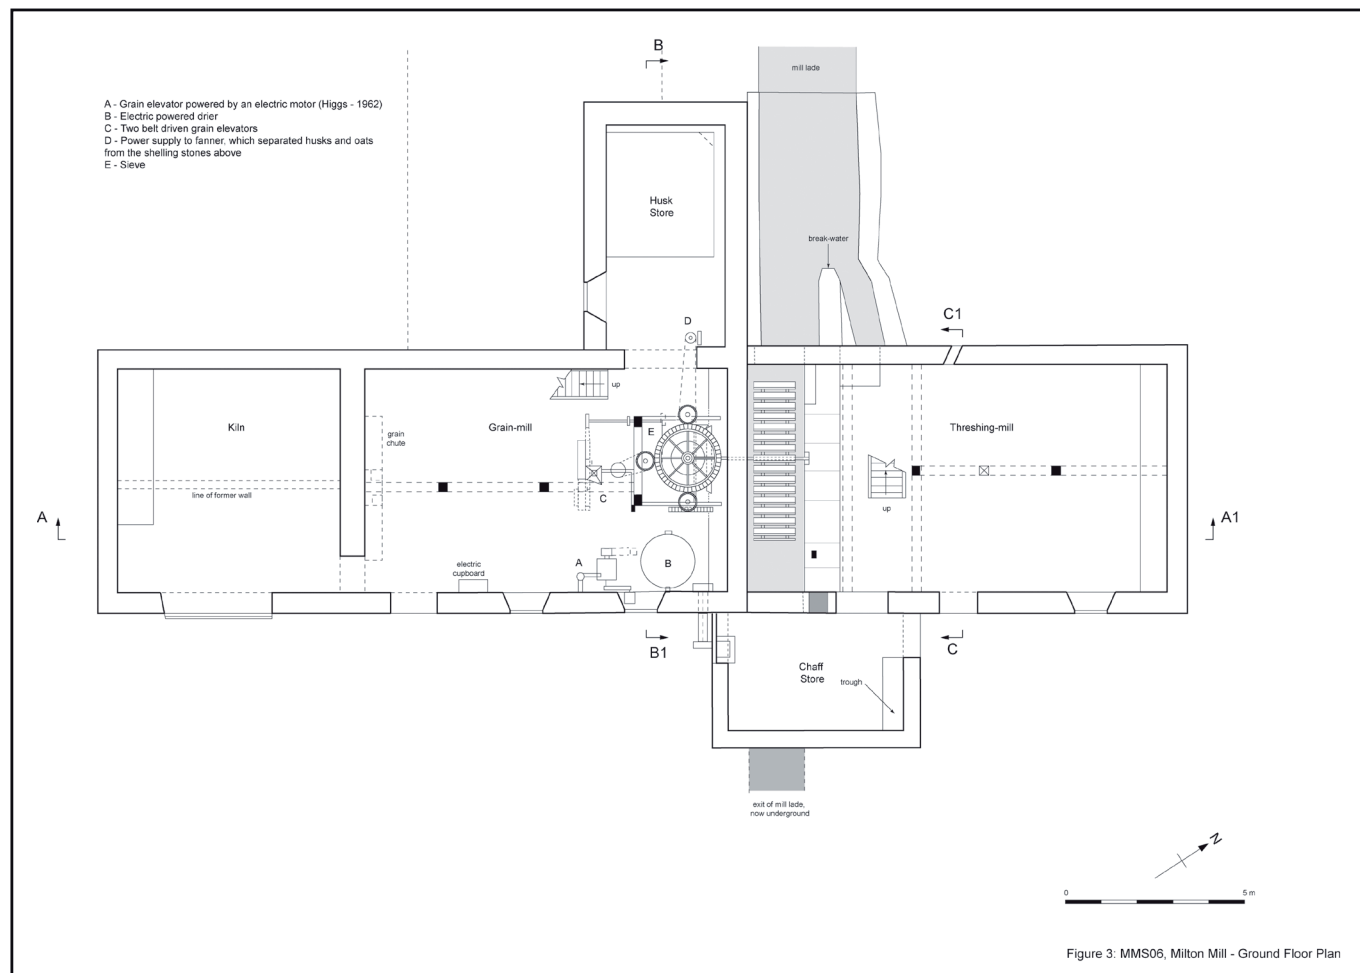 B
mill lade
A - Grain elevator powered by an electric motor (Higgs - 1962)
B - Electric powered drier
C - Two belt driven grain elevators
D - Power supply to fanner, which separated husks and oats
from the shelling stones above
E - Sieve
Husk
Store
break-water
D
C1
up
Kiln
grain
chute
Grain-mill
E
Threshing-mill
line of former wall
C
up
A
A1
electric
cupboard
A
B
B1
C
Chaff
Store
trough
exit of mill lade,
now underground
N
0
5 m
Figure 3: MMS06, Milton Mill - Ground Floor Plan